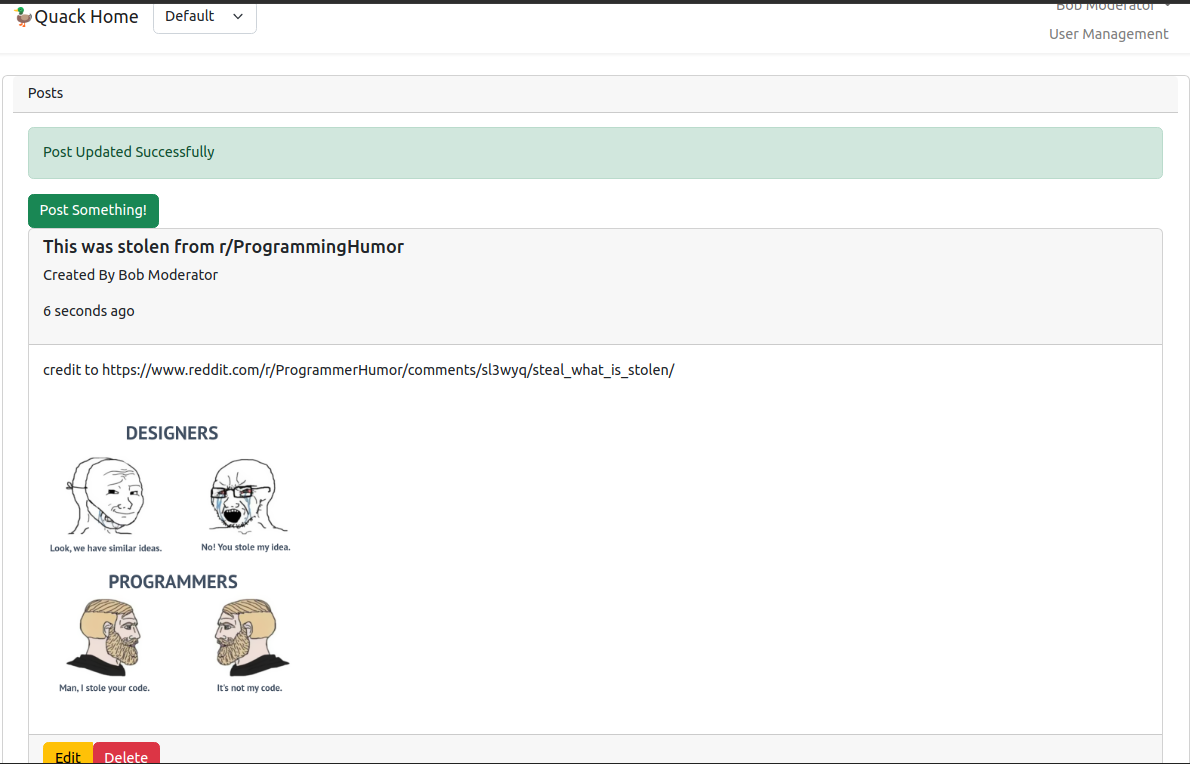 Quack Home
Default
Bob Moderator
User Management
Posts
Post Updated Successfully
Post Something!
This was stolen from r/ProgrammingHumor
Created By Bob Moderator
6 seconds ago
credit to https://www.reddit.com/r/ProgrammerHumor/comments/sl3wyq/steal_what_is_stolen/
DESIGNERS
Look, we have similar ideas.
No! You stole my idea.
PROGRAMMERS
Man, I stole your code.
It's not my code.
Edit
Delete